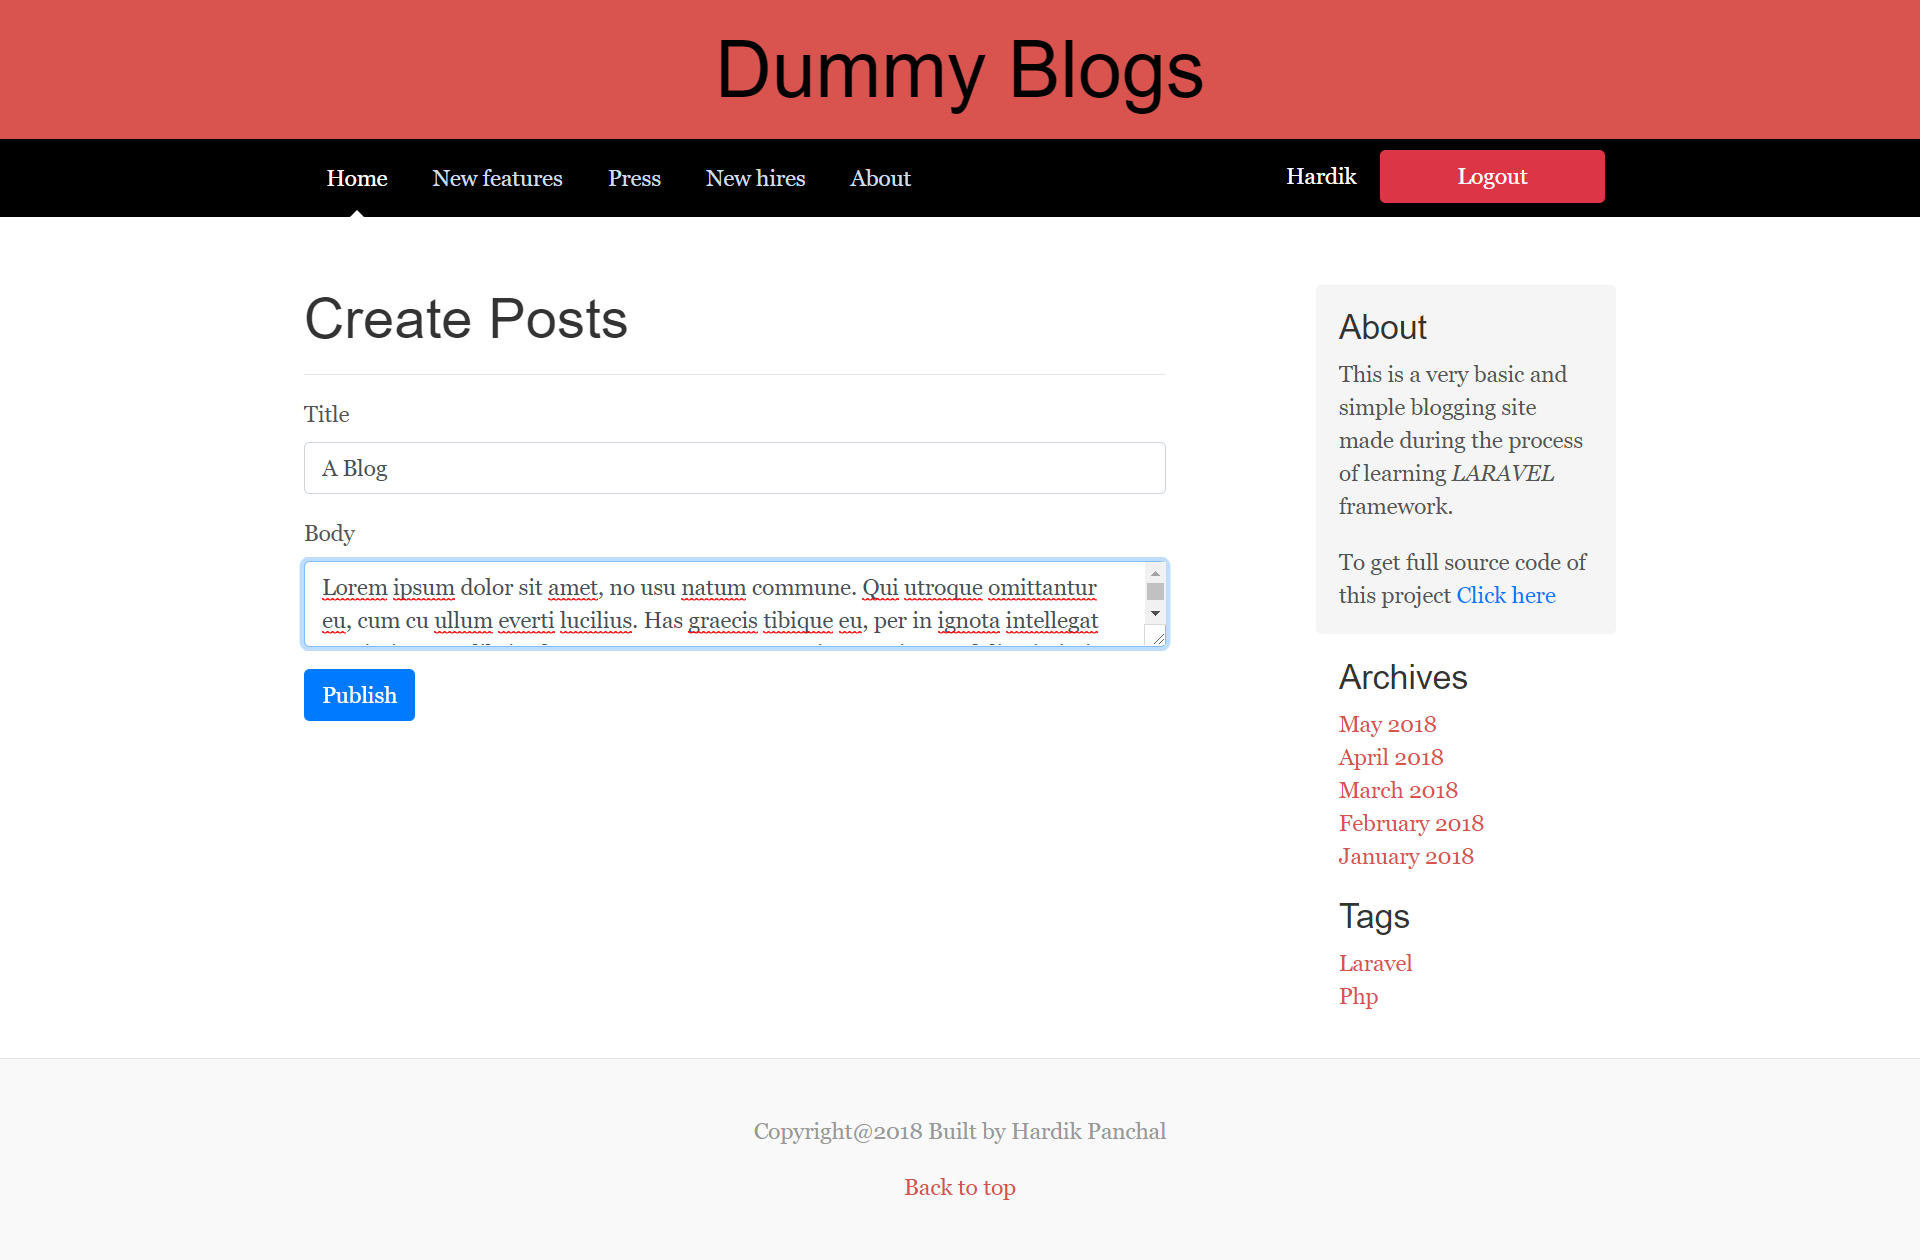 Dummy Blogs
Home New features Press New hires About Hardik Logout
Create Posts
Title
A Blog
Body
Lorem ipsum dolor sit amet, no usu natum commune. Qui utroque omittantur
eu, cum cu ullum everti lucilius. Has graecis tibique eu, per in ignota intellegat
Publish
About
This is a very basic and
simple blogging site
made during the process
of learning LARAVEL
framework.
To get full source code of
this project Click here
Archives
May 2018
April 2018
March 2018
February 2018
January 2018
Tags
Laravel
Php
Copyright@2018 Built by Hardik Panchal
Back to top